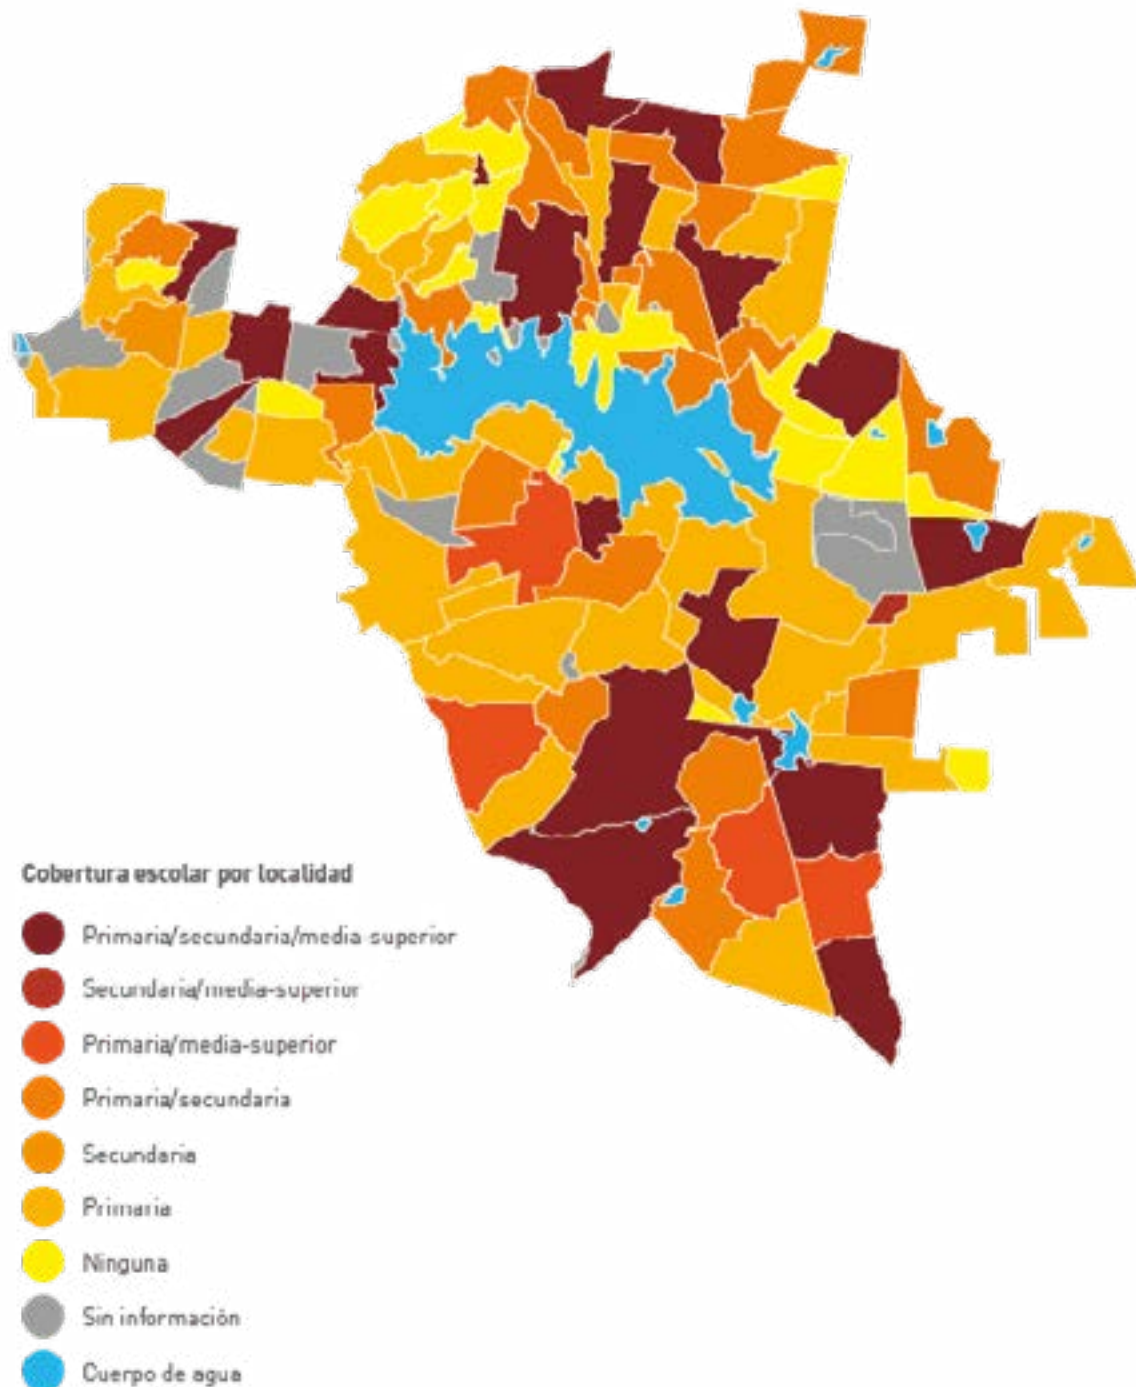 Cobertura escolar por localidad
Primaria/secundaria/media-superior
Secundaria/media-superior
Primaria/media-superior
Primaria/secundaria
Secundaria
Primaria
Ninguna
Sin información
Cuerpo de agua